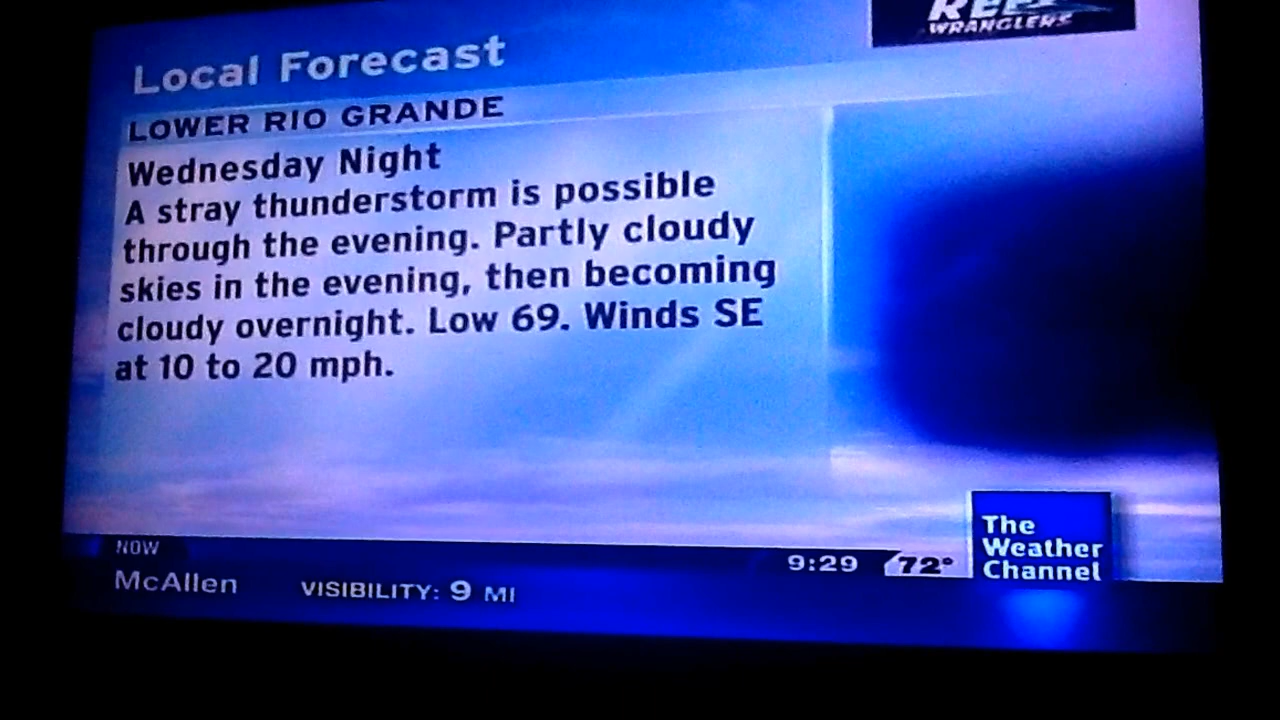 WRANGLERS
Local Forecast
LOWER RIO GRANDE
Wednesday Night
A stray thunderstorm is possible
through the evening. Partly cloudy
skies in the evening, then becoming
cloudy overnight. Low 69. Winds SE
at 10 to 20 mph.
NOW
McAllen
VISIBILITY: 9 MI
9:29
72°
The
Weather
Channel